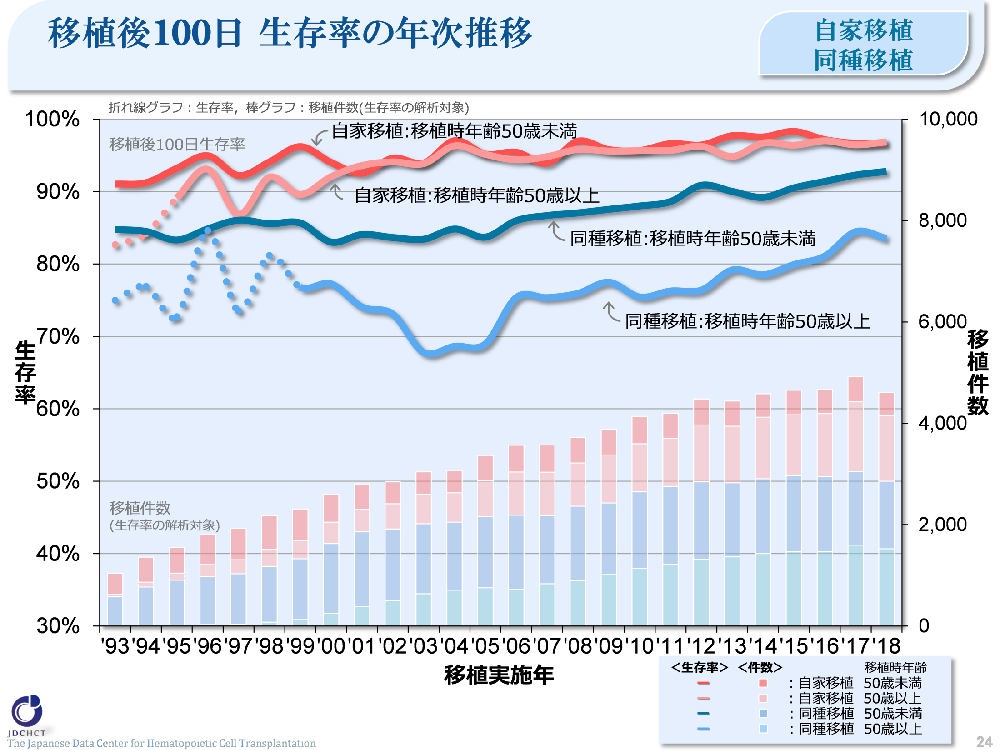 移植後100日 生存率の年次推移
自家移植
同種移植
折れ線グラフ：生存率，棒グラフ：移植件数(生存率の解析対象)
100%
90%
80%
70%
60%
50%
40%
30%
生存率
10,000
8,000
6,000
4,000
2,000
0
移植件数
移植後100日生存率
自家移植:移植時年齢50歳未満
自家移植:移植時年齢50歳以上
同種移植:移植時年齢50歳未満
同種移植:移植時年齢50歳以上
移植件数
(生存率の解析対象)
'93 '94 '95 '96 '97 '98 '99 '00 '01 '02 '03 '04 '05 '06 '07 '08 '09 '10 '11 '12 '13 '14 '15 '16 '17 '18
移植実施年
＜生存率＞ ＜件数＞ 移植時年齢
：自家移植 50歳未満
：自家移植 50歳以上
：同種移植 50歳未満
：同種移植 50歳以上
JDCHCT
The Japanese Data Center for Hematopoietic Cell Transplantation
24